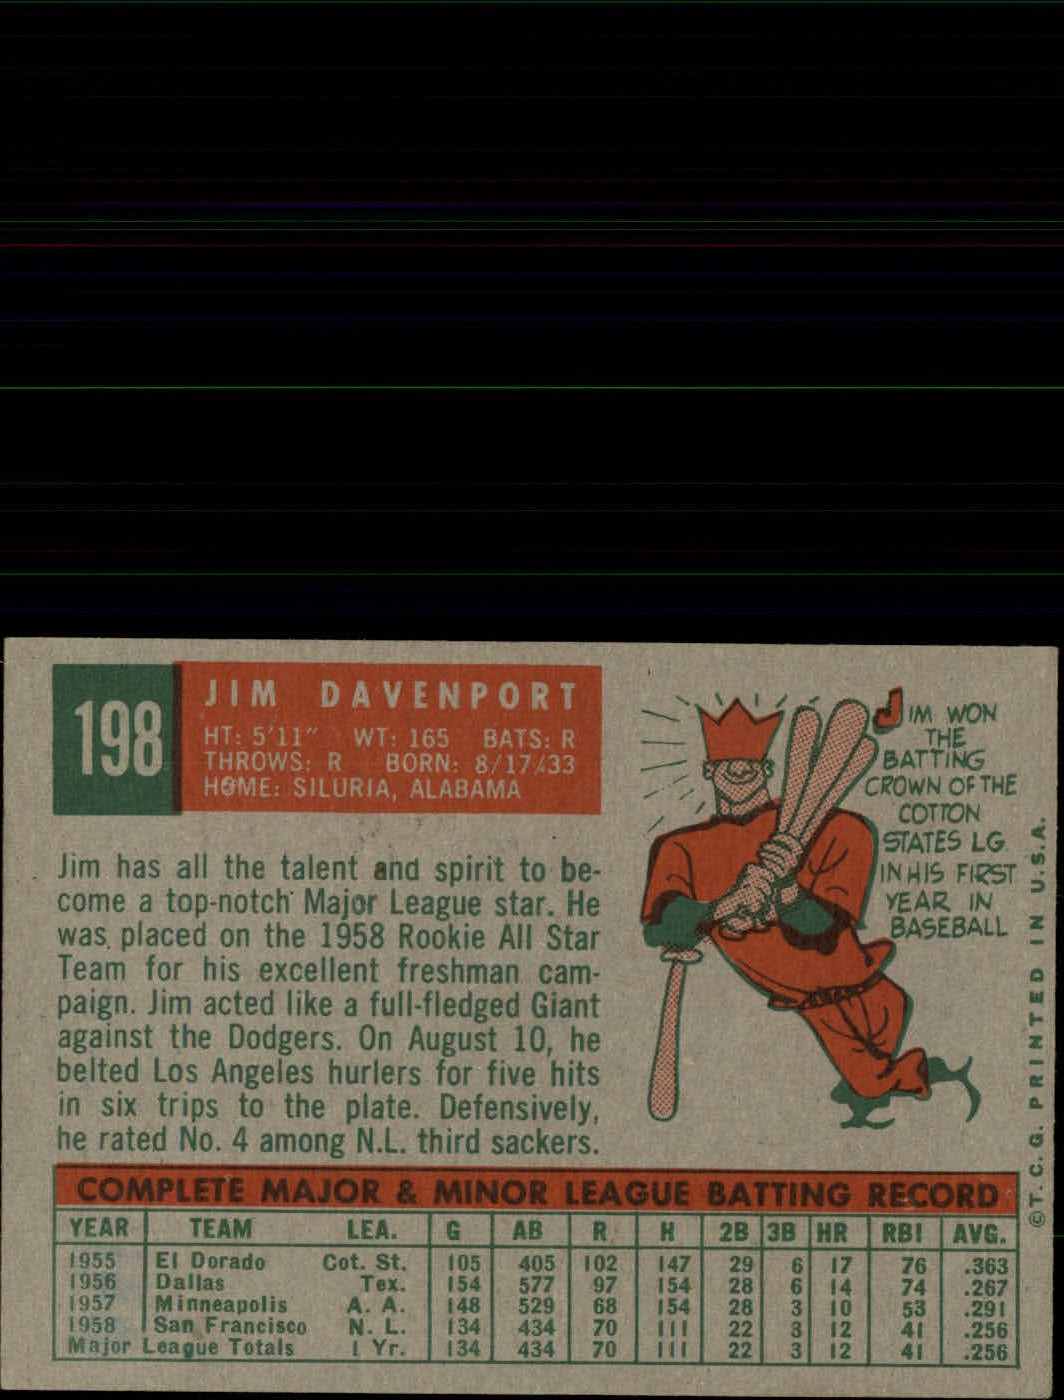 198
JIM DAVENPORT
HT: 5'11" WT: 165 BATS: R
THROWS: R BORN: 8/17/33
HOME: SILURIA, ALABAMA
Jim has all the talent and spirit to be-
come a top-notch Major League star. He
was placed on the 1958 Rookie All Star
Team for his excellent freshman cam-
paign. Jim acted like a full-fledged Giant
against the Dodgers. On August 10, he
belted Los Angeles hurlers for five hits
in six trips to the plate. Defensively,
he rated No. 4 among N.L. third sackers.
JIM WON
THE
BATTING
CROWN OF THE
COTTON
STATES LG.
IN HIS FIRST
YEAR IN
BASEBALL
©T. C. G. PRINTED IN U.S.A.
COMPLETE MAJOR & MINOR LEAGUE BATTING RECORD
YEAR TEAM LEA. G AB R H 2B 3B HR RBI AVG.
1955 El Dorado Cot. St. 105 405 102 147 29 6 17 76 .363
1956 Dallas Tex. 154 577 97 154 28 6 14 74 .267
1957 Minneapolis A. A. 148 529 68 154 28 3 10 53 .291
1958 San Francisco N. L. 134 434 70 111 22 3 12 41 .256
Major League Totals 1 Yr. 134 434 70 111 22 3 12 41 .256